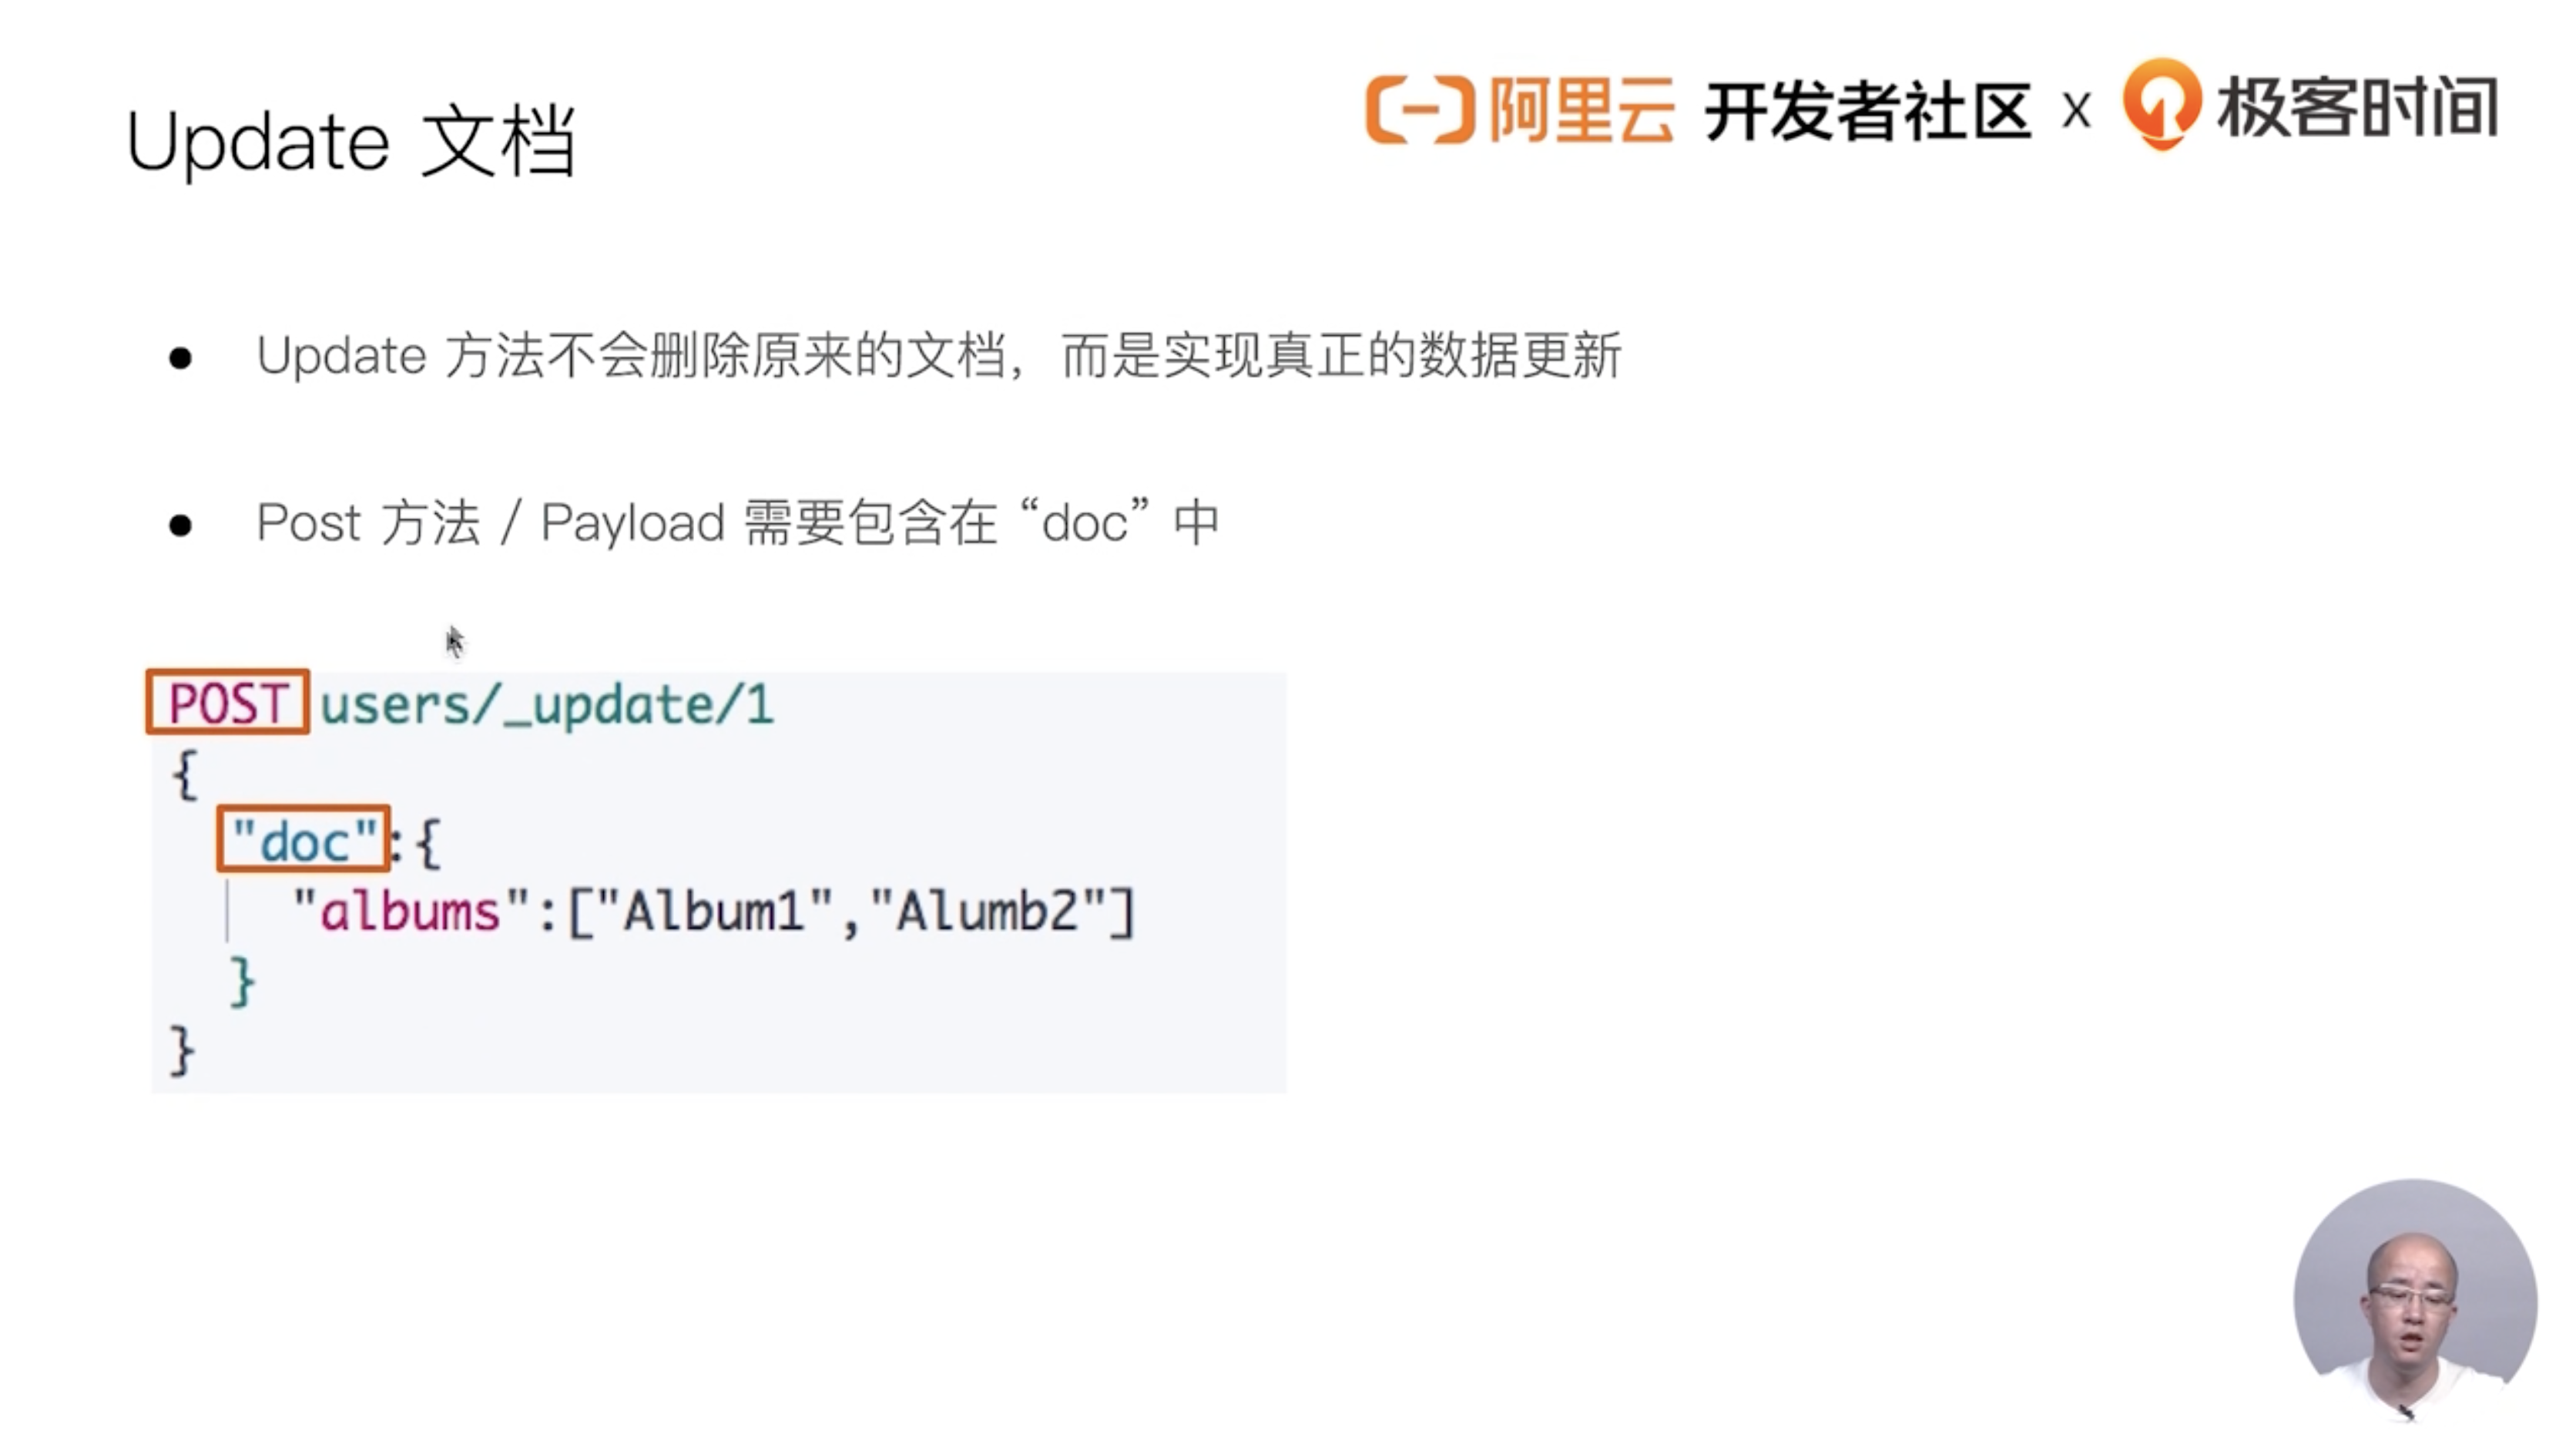 阿里云 开发者社区 X 极客时间
Update 文档
Update 方法不会删除原来的文档，而是实现真正的数据更新
Post 方法 / Payload 需要包含在 “doc” 中
POST users/_update/1
{
"doc":{
"albums":["Album1","Alumb2"]
}
}